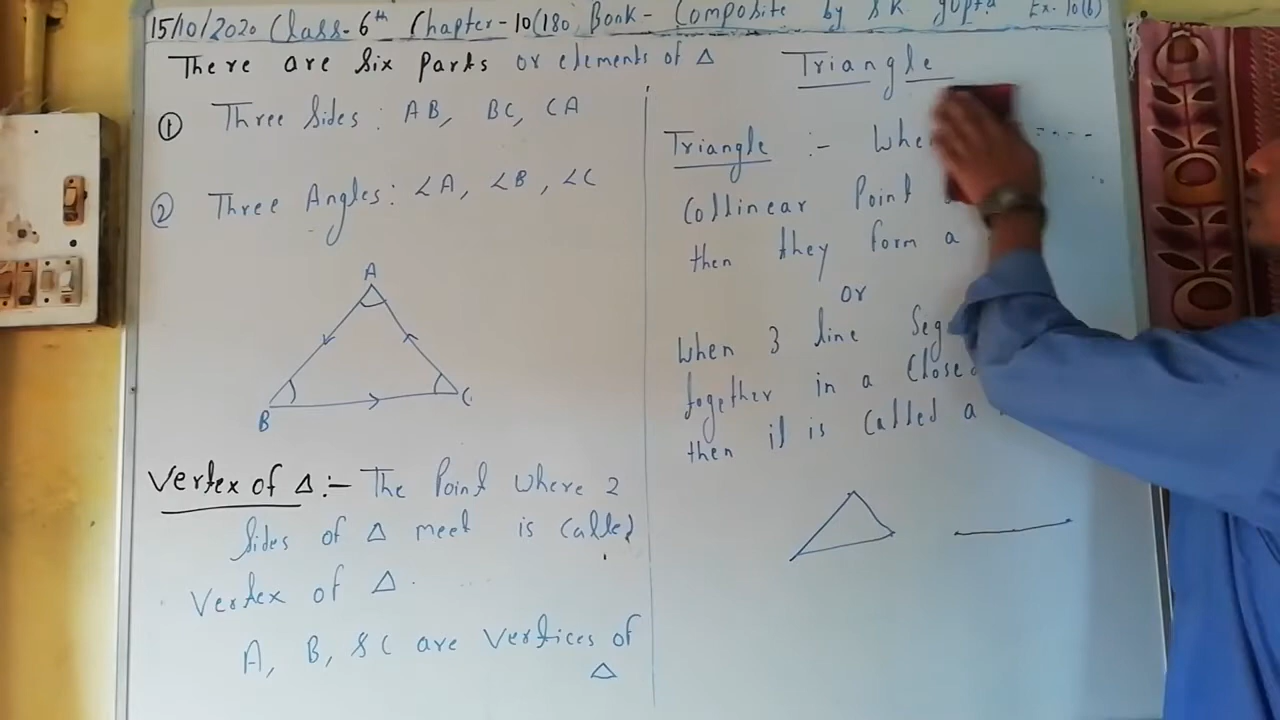 15/10/2020 Class-6th Chapter-10(180 Book- Composite by SK Gupta Ex. 10(b)
There are Six Parts or elements of Δ
① Three Sides: AB, BC, CA
② Three Angles: ∠A, ∠B, ∠C
A
B
C
Vertex of Δ:- The Point where 2
Sides of Δ meet is called
Vertex of Δ.
A, B, & C are Vertices of
Δ
Triangle
Triangle :- Whe
Collinear Point
then they form a
or
When 3 line Seg
together in a Close
then it is called a